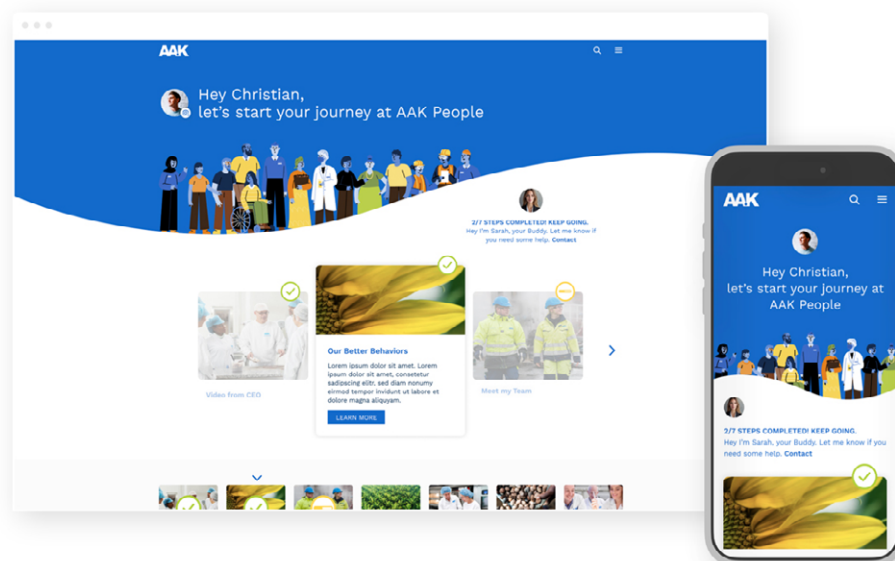 AAK
Hey Christian,
let's start your journey at AAK People
2/7 STEPS COMPLETED! KEEP GOING.
Hey I'm Sarah, your Buddy. Let me know if
you need some help. Contact
Video from CEO
Our Better Behaviors
Lorem ipsum dolor sit amet. Lorem
ipsum dolor sit amet, consetetur
sadipscing elitr, sed diam nonumy
eirmod tempor invidunt ut labore et
dolore magna aliquyam.
LEARN MORE
Meet my Team
AAK
Hey Christian,
let's start your journey at
AAK People
2/7 STEPS COMPLETED! KEEP GOING.
Hey I'm Sarah, your Buddy. Let me know if you
need some help. Contact